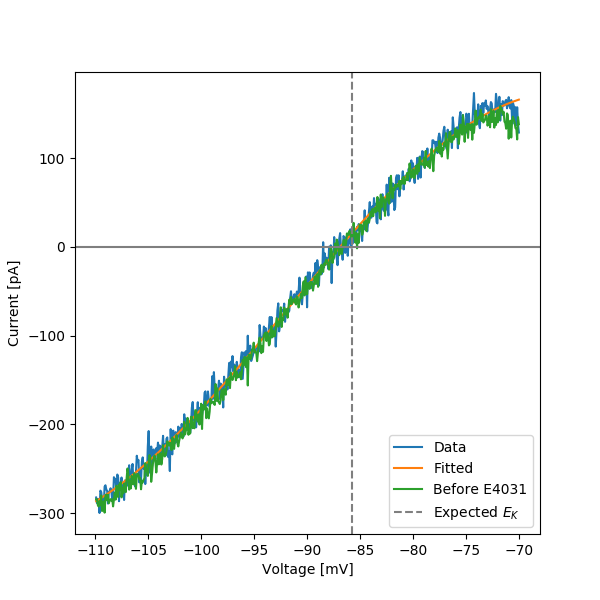 100
0
−100
−200
−300
Current [pA]
−110 −105 −100 −95 −90 −85 −80 −75 −70
Voltage [mV]
Data
Fitted
Before E4031
Expected E_K